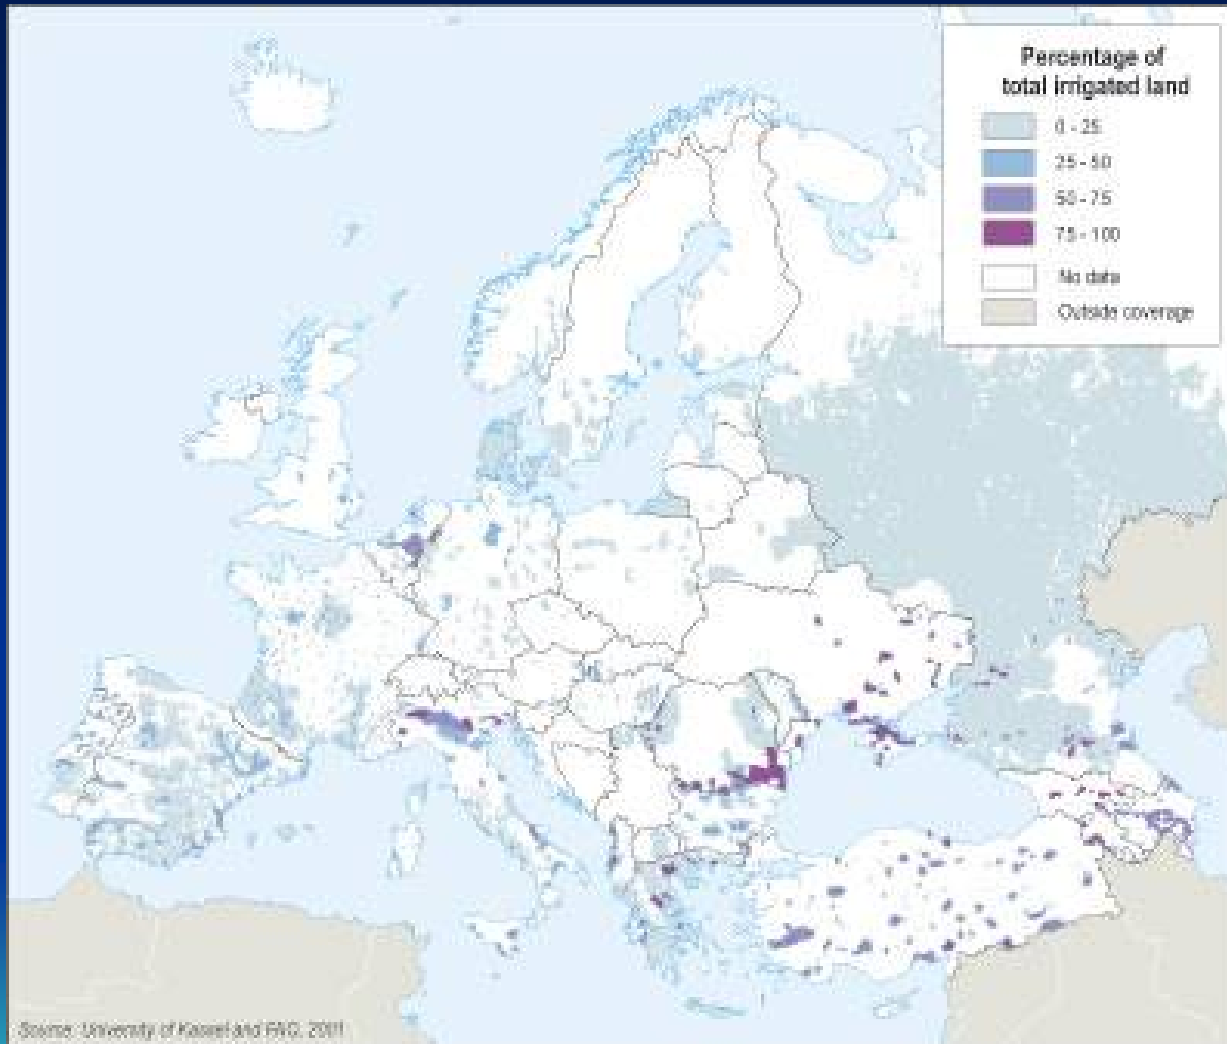 Percentage of
total irrigated land
0 - 25
25 - 50
50 - 75
75 - 100
No data
Outside coverage
Source: University of Kassel and FAO, 2001